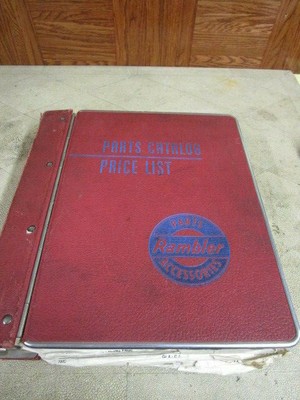 PARTS CATALOG
PRICE LIST
PARTS
Rambler
ACCESSORIES